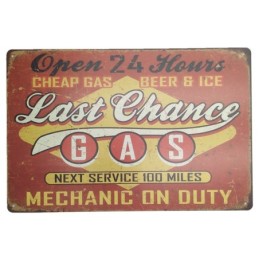 Open 24 Hours
CHEAP GAS BEER & ICE
Last Chance
GAS
NEXT SERVICE 100 MILES
MECHANIC ON DUTY